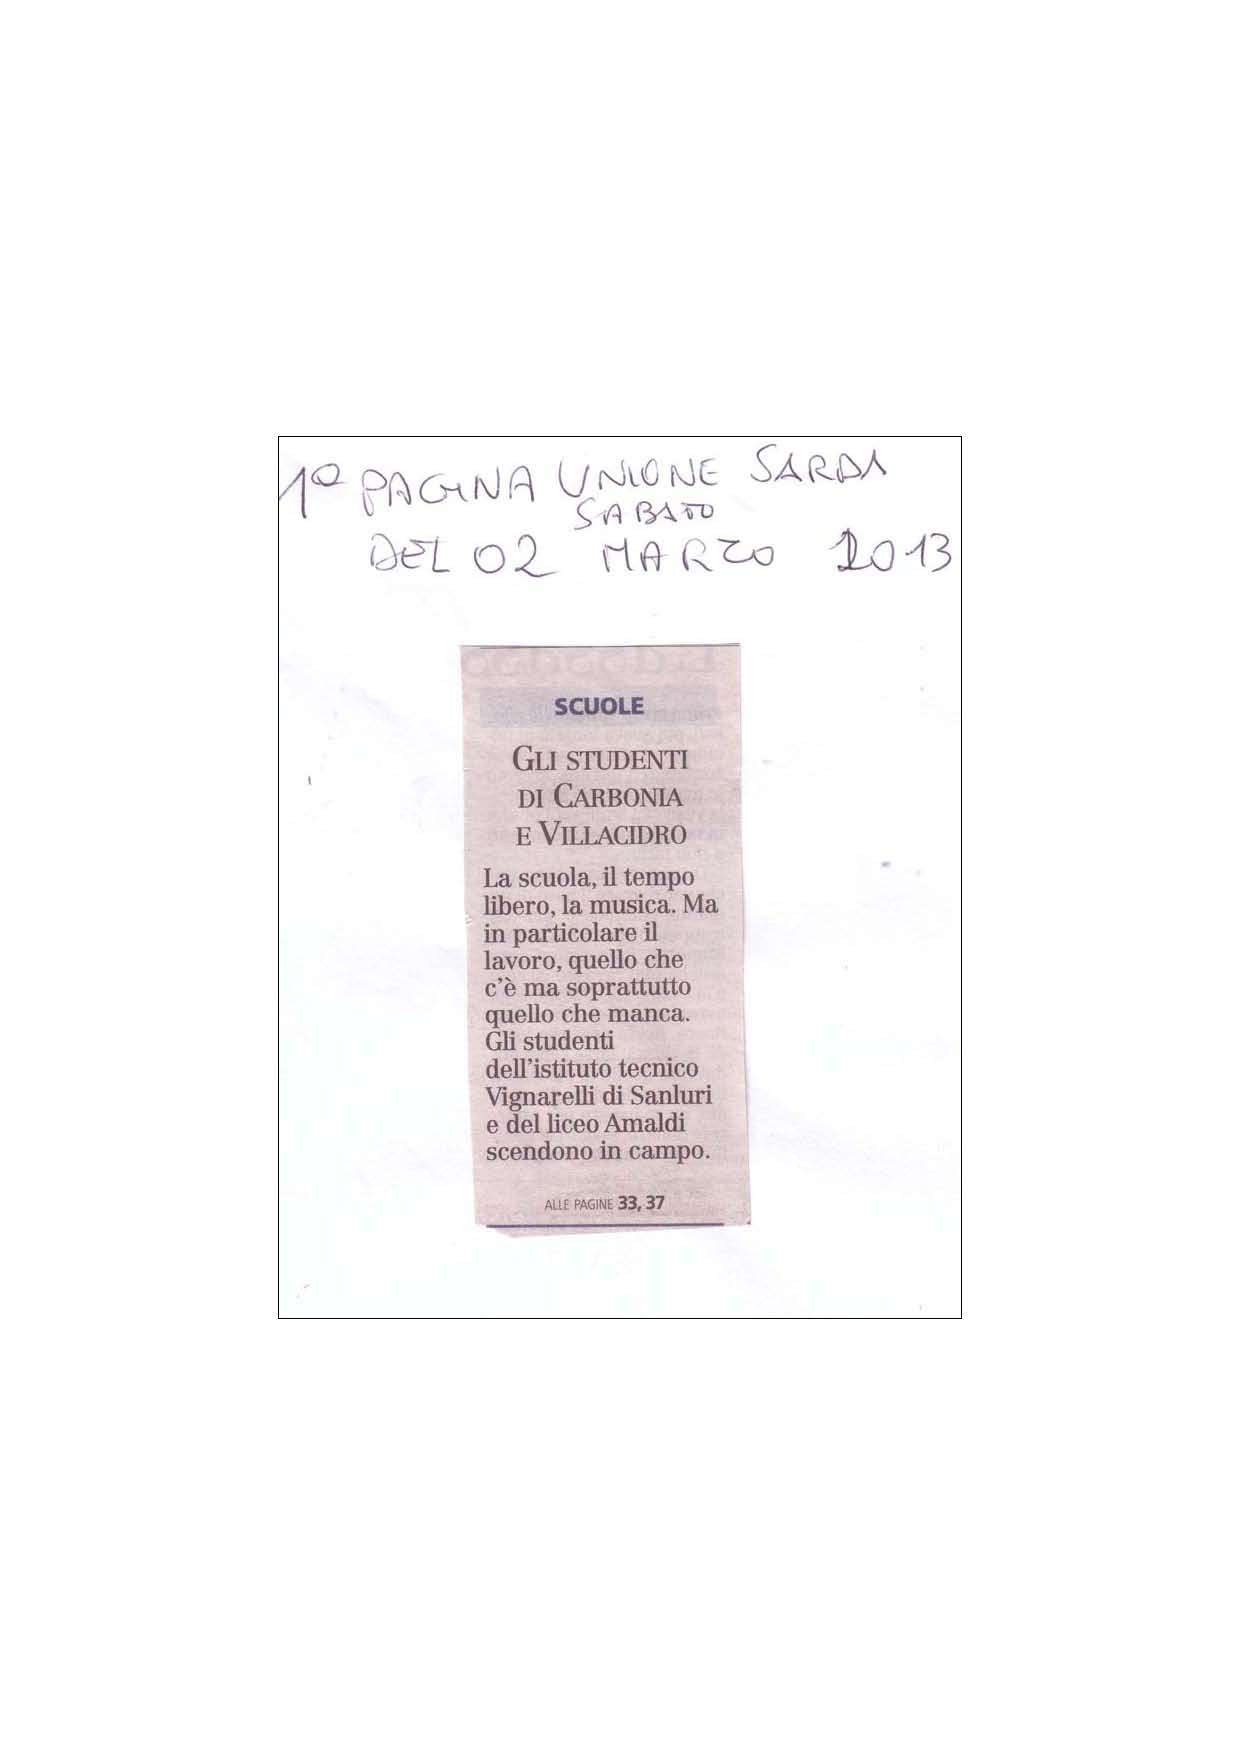 1ª PAGINA UNIONE SARDA
SABATO
DEL 02 MARZO 2013
SCUOLE
GLI STUDENTI
DI CARBONIA
E VILLACIDRO
La scuola, il tempo
libero, la musica. Ma
in particolare il
lavoro, quello che
c'è ma soprattutto
quello che manca.
Gli studenti
dell'istituto tecnico
Vignarelli di Sanluri
e del liceo Amaldi
scendono in campo.
ALLE PAGINE 33, 37